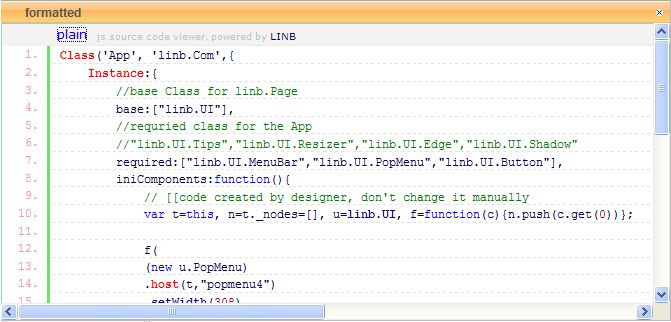 formatted
plain js source code viewer, powered by LINB
1. Class('App', 'linb.Com',{
2. Instance:{
3. //base Class for linb.Page
4. base:["linb.UI"],
5. //requried class for the App
6. //"linb.UI.Tips","linb.UI.Resizer","linb.UI.Edge","linb.UI.Shadow"
7. required:["linb.UI.MenuBar","linb.UI.PopMenu","linb.UI.Button"],
8. iniComponents:function(){
9. // [[code created by designer, don't change it manually
10. var t=this, n=t._nodes=[], u=linb.UI, f=function(c){n.push(c.get(0))};
11.
12. f(
13. (new u.PopMenu)
14. .host(t,"popmenu4")
15. .setWidth(308)